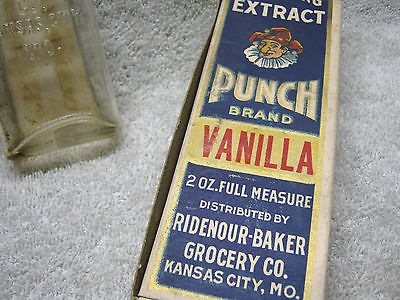 EXTRACT
PUNCH
BRAND
VANILLA
2 OZ. FULL MEASURE
DISTRIBUTED BY
RIDENOUR-BAKER
GROCERY CO.
KANSAS CITY, MO.